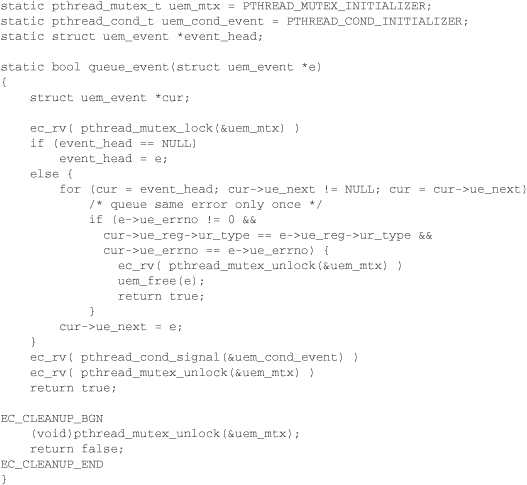 static pthread_mutex_t uem_mtx = PTHREAD_MUTEX_INITIALIZER;
static pthread_cond_t uem_cond_event = PTHREAD_COND_INITIALIZER;
static struct uem_event *event_head;

static bool queue_event(struct uem_event *e)
{
    struct uem_event *cur;

    ec_rv( pthread_mutex_lock(&uem_mtx) )
    if (event_head == NULL)
        event_head = e;
    else {
        for (cur = event_head; cur->ue_next != NULL; cur = cur->ue_next)
            /* queue same error only once */
            if (e->ue_errno != 0 &&
              cur->ue_reg->ur_type == e->ue_reg->ur_type &&
              cur->ue_errno == e->ue_errno) {
                ec_rv( pthread_mutex_unlock(&uem_mtx) )
                uem_free(e);
                return true;
            }
        cur->ue_next = e;
    }
    ec_rv( pthread_cond_signal(&uem_cond_event) )
    ec_rv( pthread_mutex_unlock(&uem_mtx) )
    return true;

EC_CLEANUP_BGN
    (void)pthread_mutex_unlock(&uem_mtx);
    return false;
EC_CLEANUP_END
}